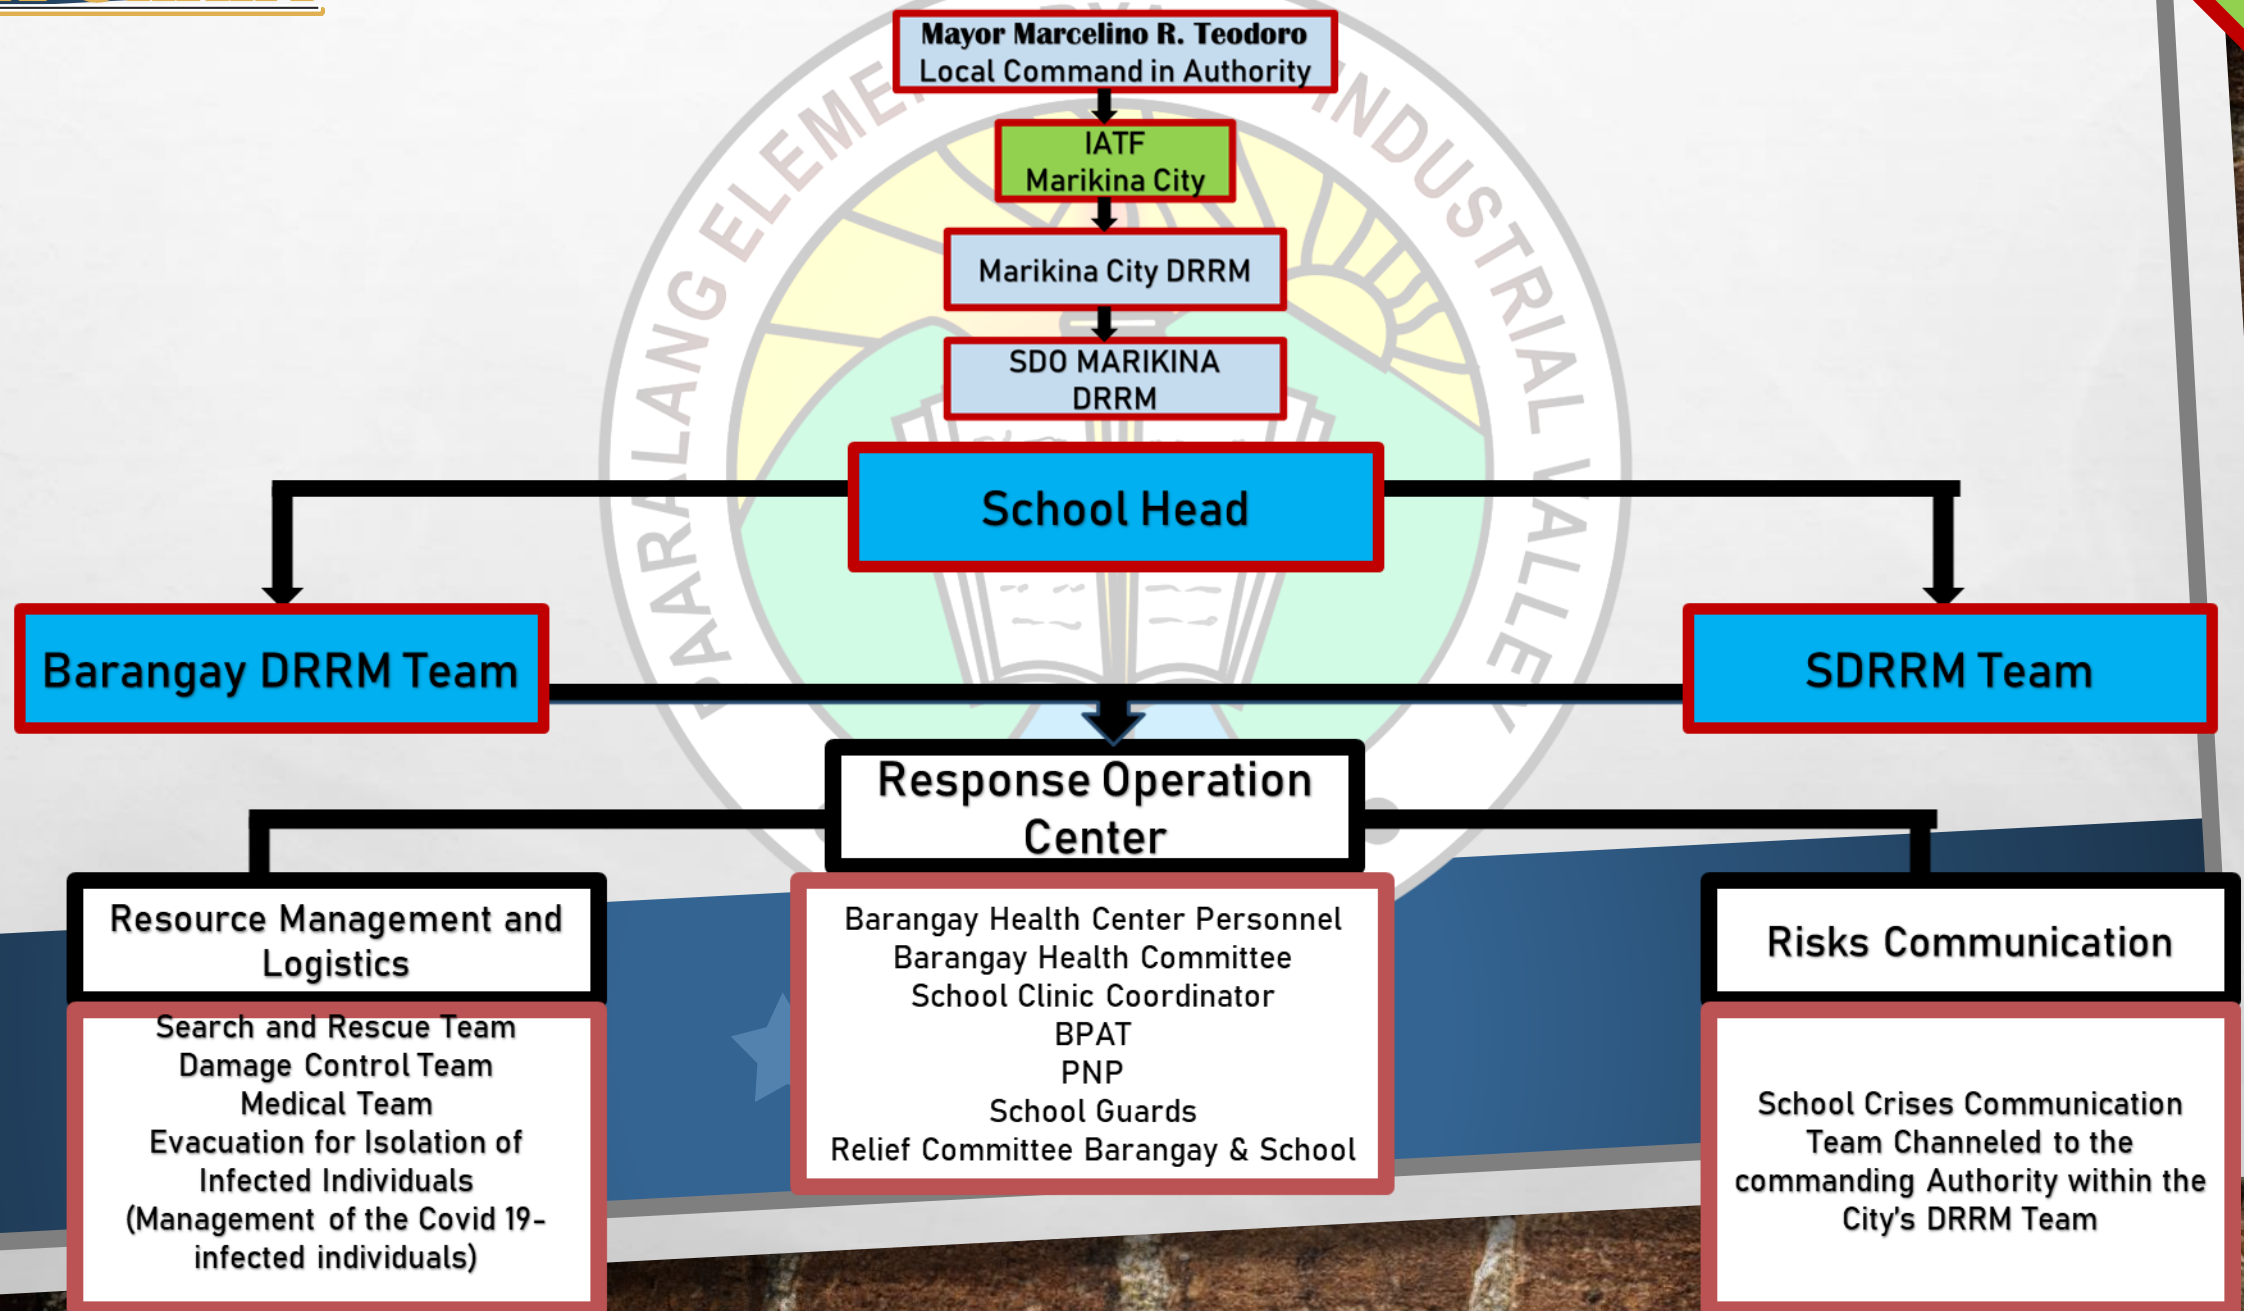 Mayor Marcelino R. Teodoro
Local Command in Authority
IATF
Marikina City
Marikina City DRRM
SDO MARIKINA
DRRM
School Head
Barangay DRRM Team
SDRRM Team
Response Operation
Center
Resource Management and
Logistics
Search and Rescue Team
Damage Control Team
Medical Team
Evacuation for Isolation of
Infected Individuals
(Management of the Covid 19-
infected individuals)
Barangay Health Center Personnel
Barangay Health Committee
School Clinic Coordinator
BPAT
PNP
School Guards
Relief Committee Barangay & School
Risks Communication
School Crises Communication
Team Channeled to the
commanding Authority within the
City's DRRM Team
PAARALANG
INDUSTRIAL VALLEY